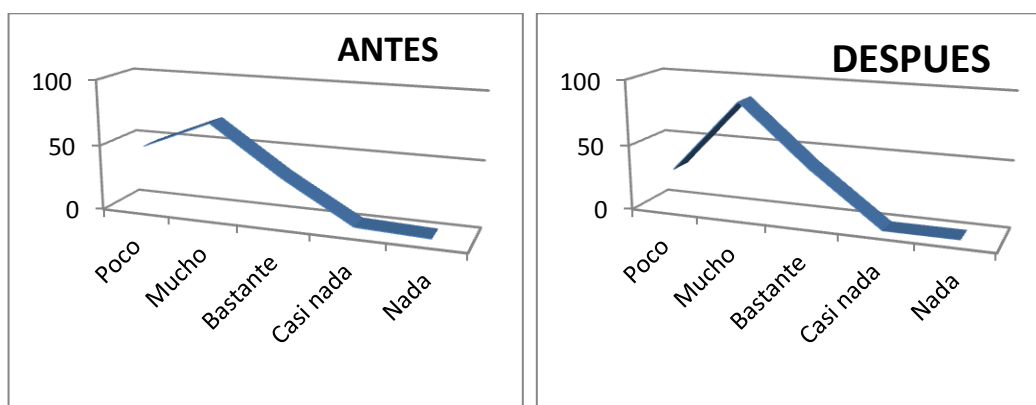 ANTES
100
50
0
Poco
Mucho
Bastante
Casi nada
Nada
DESPUES
100
50
0
Poco
Mucho
Bastante
Casi nada
Nada